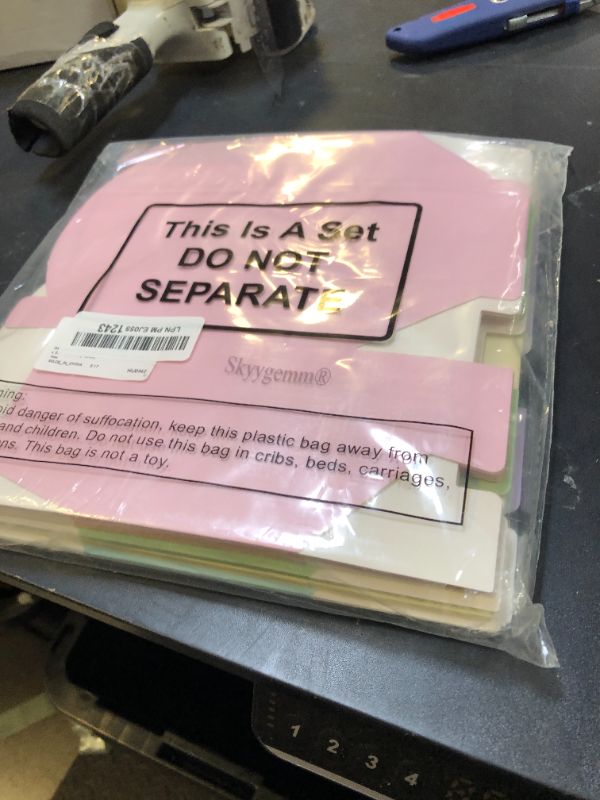 This Is A Set
DO NOT
SEPARATE
LPN PM EJ0S5 1243
Skyygemm®
ning:
oid danger of suffocation, keep this plastic bag away from
and children. Do not use this bag in cribs, beds, carriages,
ns. This bag is not a toy.
1 2 3 4